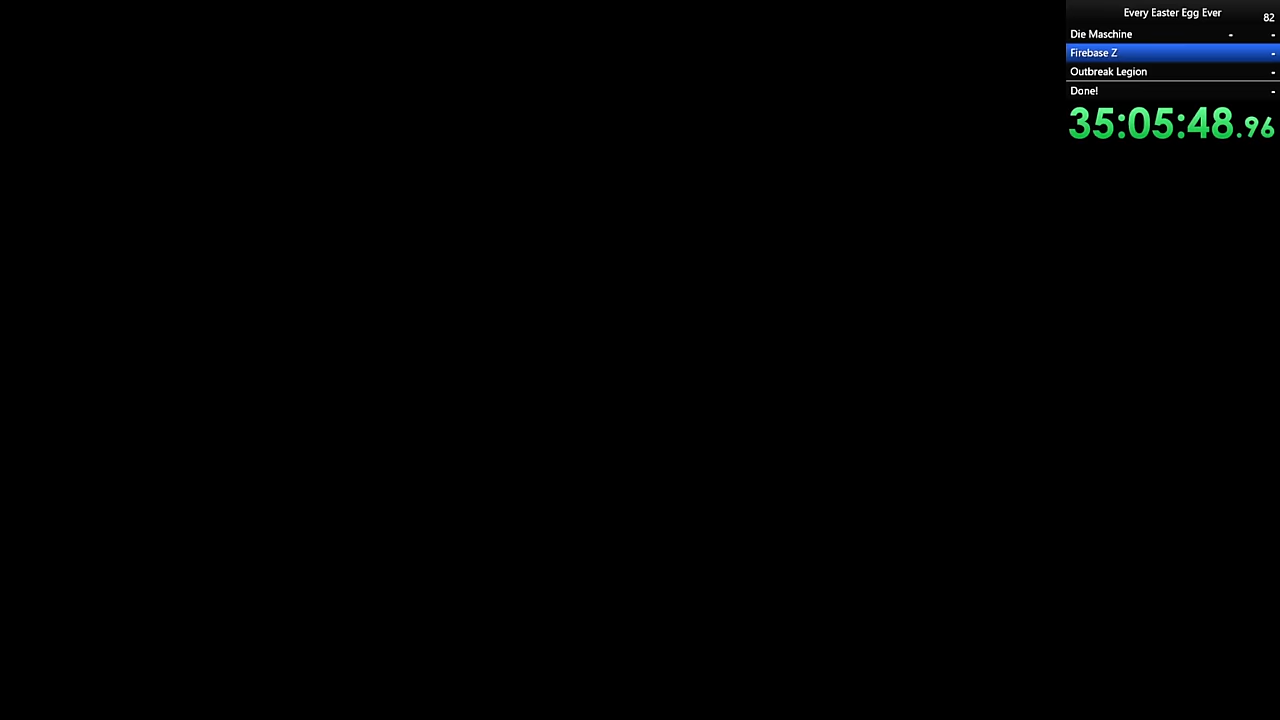 Every Easter Egg Ever
82
Die Maschine - -
Firebase Z -
Outbreak Legion -
Done! -
35:05:48.96